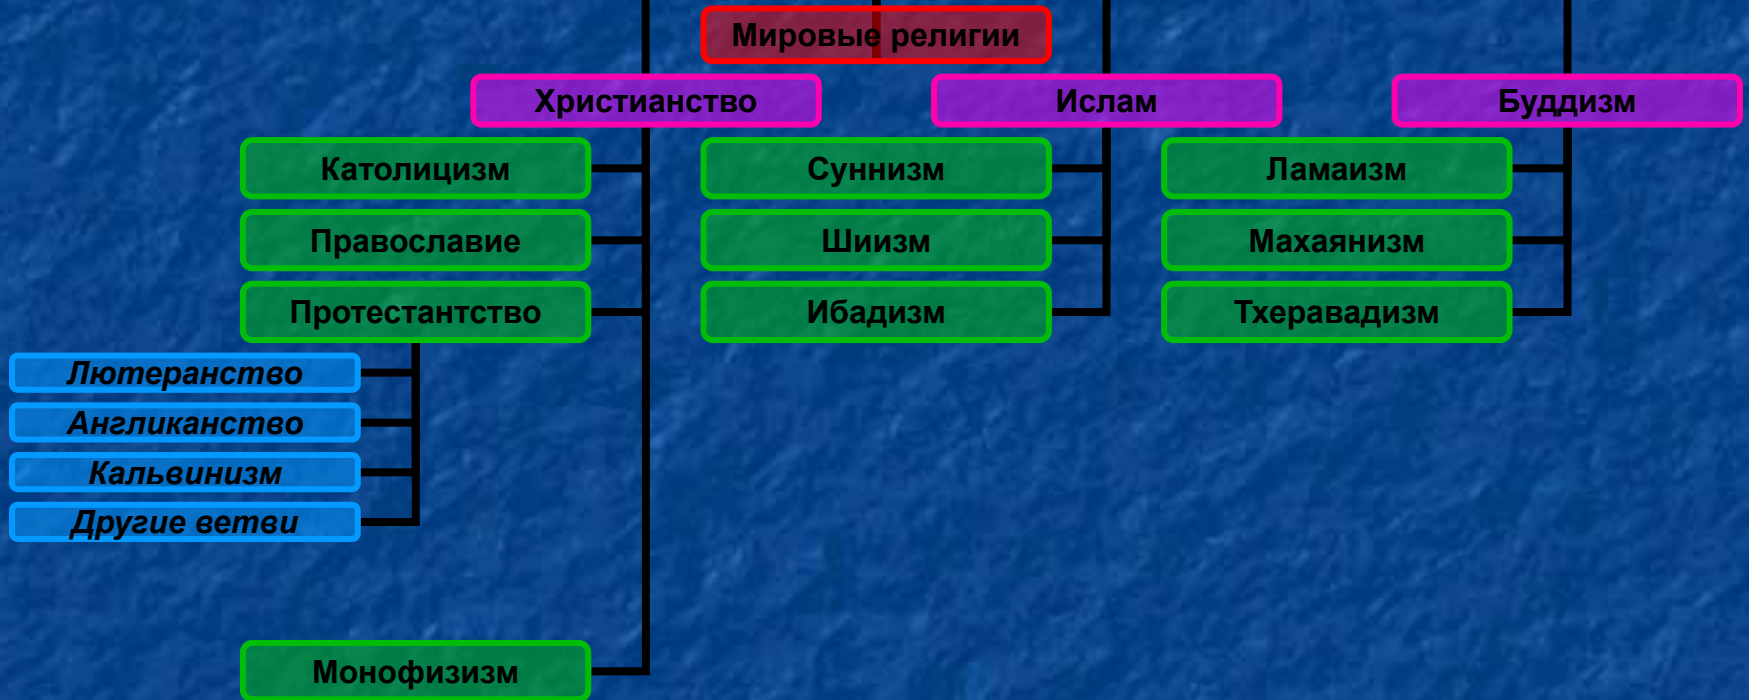 Мировые религии
Христианство
Ислам
Буддизм
Католицизм
Суннизм
Ламаизм
Православие
Шиизм
Махаянизм
Протестантство
Ибадизм
Тхеравадизм
Лютеранство
Англиканство
Кальвинизм
Другие ветви
Монофизизм